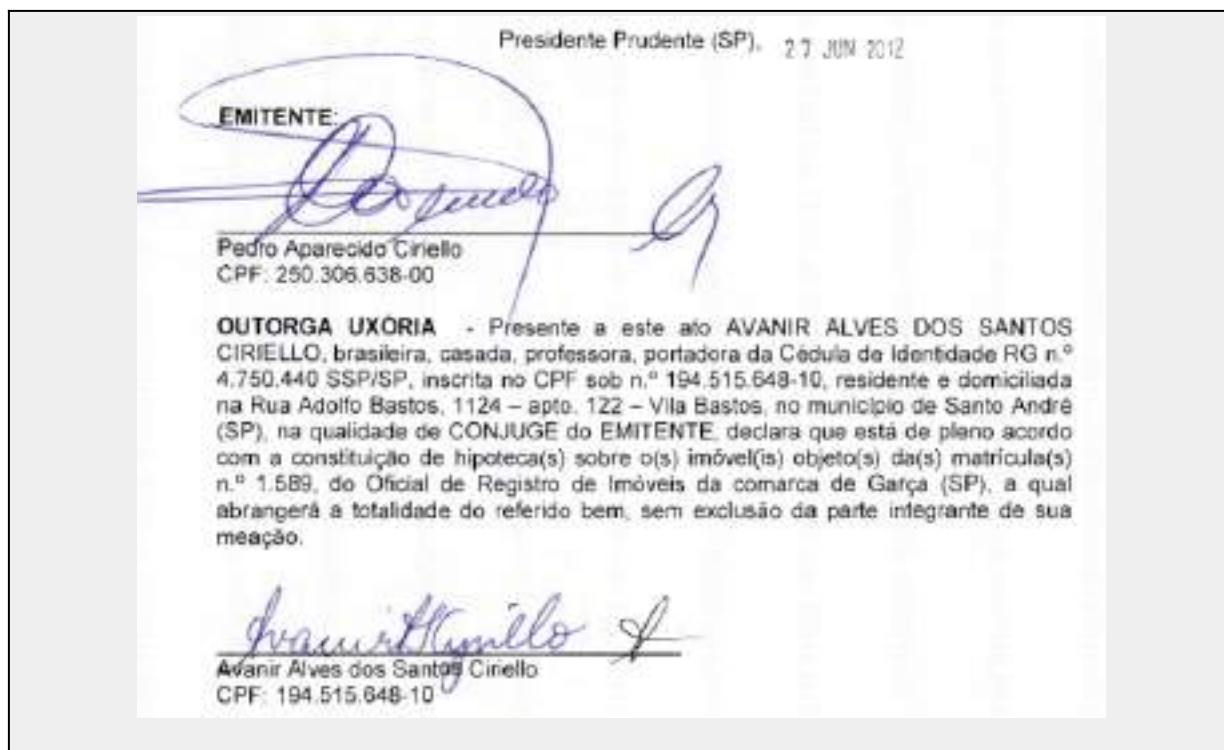 Presidente Prudente (SP), 27 JUN 2012
EMITENTE:
Pedro Aparecido Ciriello
CPF: 250.306.638-00
OUTORGA UXÓRIA - Presente a este ato AVANIR ALVES DOS SANTOS
CIRIELLO, brasileira, casada, professora, portadora da Cédula de Identidade RG n.º
4.750.440 SSP/SP, inscrita no CPF sob n.º 194.515.648-10, residente e domiciliada
na Rua Adolfo Bastos, 1124 – apto. 122 – Vila Bastos, no município de Santo André
(SP), na qualidade de CONJUGE do EMITENTE, declara que está de pleno acordo
com a constituição de hipoteca(s) sobre o(s) imóvel(is) objeto(s) da(s) matrícula(s)
n.º 1.589, do Oficial de Registro de Imóveis da comarca de Garça (SP), a qual
abrangerá a totalidade do referido bem, sem exclusão da parte integrante de sua
meação.
Avanir Alves dos Santos Ciriello
CPF: 194.515.648-10